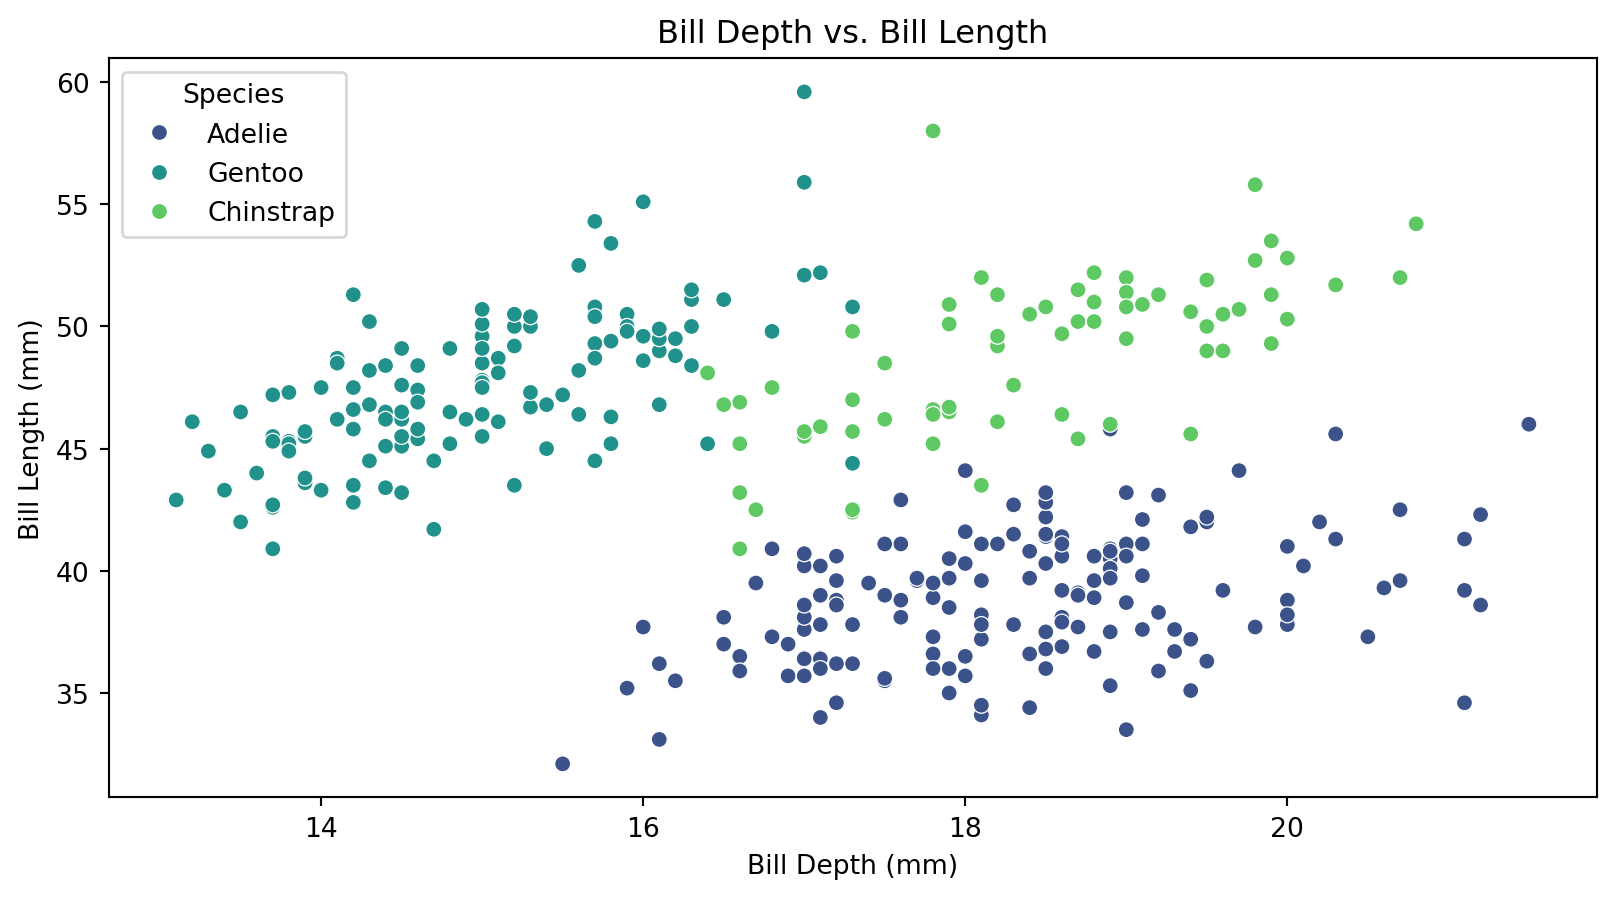 Bill Depth vs. Bill Length
Species
Adelie
Gentoo
Chinstrap
Bill Length (mm)
60
55
50
45
40
35
14 16 18 20
Bill Depth (mm)